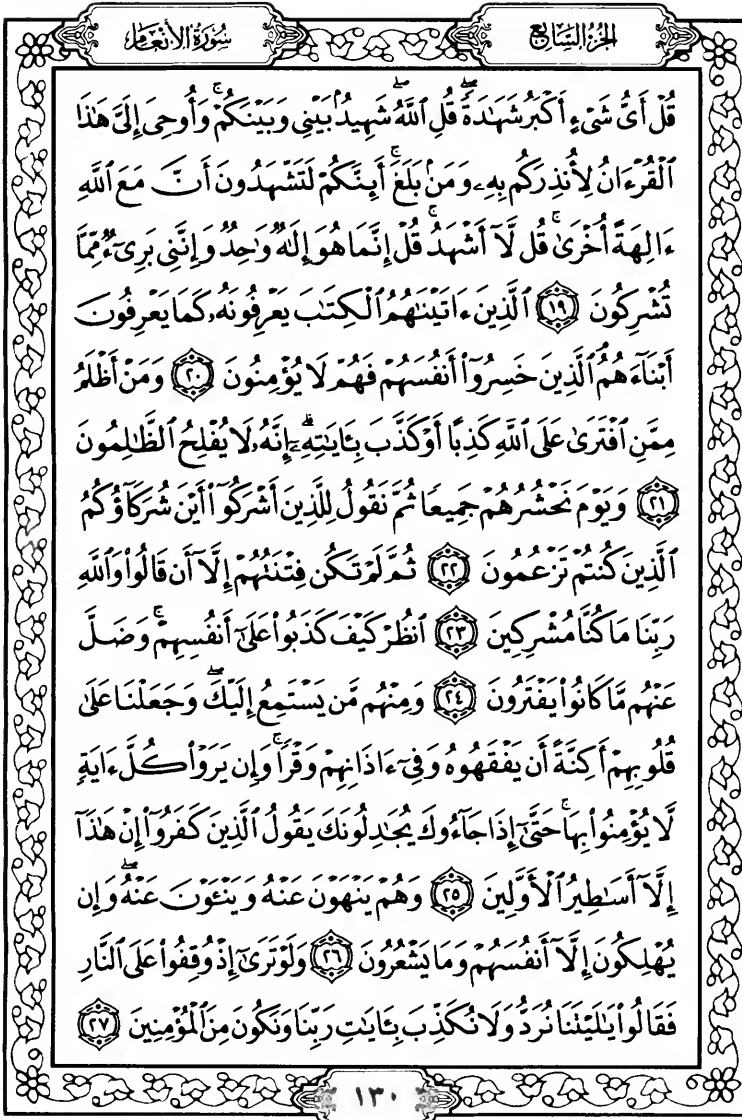 الجزء السابع
سورة الأنعام
قُلۡ أَىُّ شَىۡءٍ أَكۡبَرُ شَهَـٰدَةًۖ قُلِ ٱللَّهُۖ شَهِيدُۢ بَيۡنِى وَبَيۡنَكُمۡۚ وَأُوحِىَ إِلَىَّ هَـٰذَا
ٱلۡقُرۡءَانُ لِأُنذِرَكُم بِهِۦ وَمَنۢ بَلَغَۚ أَئِنَّكُمۡ لَتَشۡهَدُونَ أَنَّ مَعَ ٱللَّهِ
ءَالِهَةً أُخۡرَىٰۚ قُل لَّآ أَشۡهَدُۚ قُلۡ إِنَّمَا هُوَ إِلَـٰهٌ وَٰحِدٌ وَإِنَّنِى بَرِىٓءٌ مِّمَّا
تُشۡرِكُونَ ١٩ ٱلَّذِينَ ءَاتَيۡنَـٰهُمُ ٱلۡكِتَـٰبَ يَعۡرِفُونَهُۥ كَمَا يَعۡرِفُونَ
أَبۡنَآءَهُمُ ٱلَّذِينَ خَسِرُوٓاْ أَنفُسَهُمۡ فَهُمۡ لَا يُؤۡمِنُونَ ٢٠ وَمَنۡ أَظۡلَمُ
مِمَّنِ ٱفۡتَرَىٰ عَلَى ٱللَّهِ كَذِبًا أَوۡ كَذَّبَ بِـَٔايَـٰتِهِۦٓۗ إِنَّهُۥ لَا يُفۡلِحُ ٱلظَّـٰلِمُونَ
٢١ وَيَوۡمَ نَحۡشُرُهُمۡ جَمِيعًا ثُمَّ نَقُولُ لِلَّذِينَ أَشۡرَكُوٓاْ أَيۡنَ شُرَكَآؤُكُمُ
ٱلَّذِينَ كُنتُمۡ تَزۡعُمُونَ ٢٢ ثُمَّ لَمۡ تَكُن فِتۡنَتُهُمۡ إِلَّآ أَن قَالُواْ وَٱللَّهِ
رَبِّنَا مَا كُنَّا مُشۡرِكِينَ ٢٣ ٱنظُرۡ كَيۡفَ كَذَبُواْ عَلَىٰٓ أَنفُسِهِمۡۚ وَضَلَّ
عَنۡهُم مَّا كَانُواْ يَفۡتَرُونَ ٢٤ وَمِنۡهُم مَّن يَسۡتَمِعُ إِلَيۡكَۖ وَجَعَلۡنَا عَلَىٰ
قُلُوبِهِمۡ أَكِنَّةً أَن يَفۡقَهُوهُ وَفِىٓ ءَاذَانِهِمۡ وَقۡرًاۚ وَإِن يَرَوۡاْ كُلَّ ءَايَةٍ
لَّا يُؤۡمِنُواْ بِهَاۚ حَتَّىٰٓ إِذَا جَآءُوكَ يُجَـٰدِلُونَكَ يَقُولُ ٱلَّذِينَ كَفَرُوٓاْ إِنۡ هَـٰذَآ
إِلَّآ أَسَـٰطِيرُ ٱلۡأَوَّلِينَ ٢٥ وَهُمۡ يَنۡهَوۡنَ عَنۡهُ وَيَنۡـَٔوۡنَ عَنۡهُۖ وَإِن
يُهۡلِكُونَ إِلَّآ أَنفُسَهُمۡ وَمَا يَشۡعُرُونَ ٢٦ وَلَوۡ تَرَىٰٓ إِذۡ وُقِفُواْ عَلَى ٱلنَّارِ
فَقَالُواْ يَـٰلَيۡتَنَا نُرَدُّ وَلَا نُكَذِّبَ بِـَٔايَـٰتِ رَبِّنَا وَنَكُونَ مِنَ ٱلۡمُؤۡمِنِينَ ٢٧
١٣٠